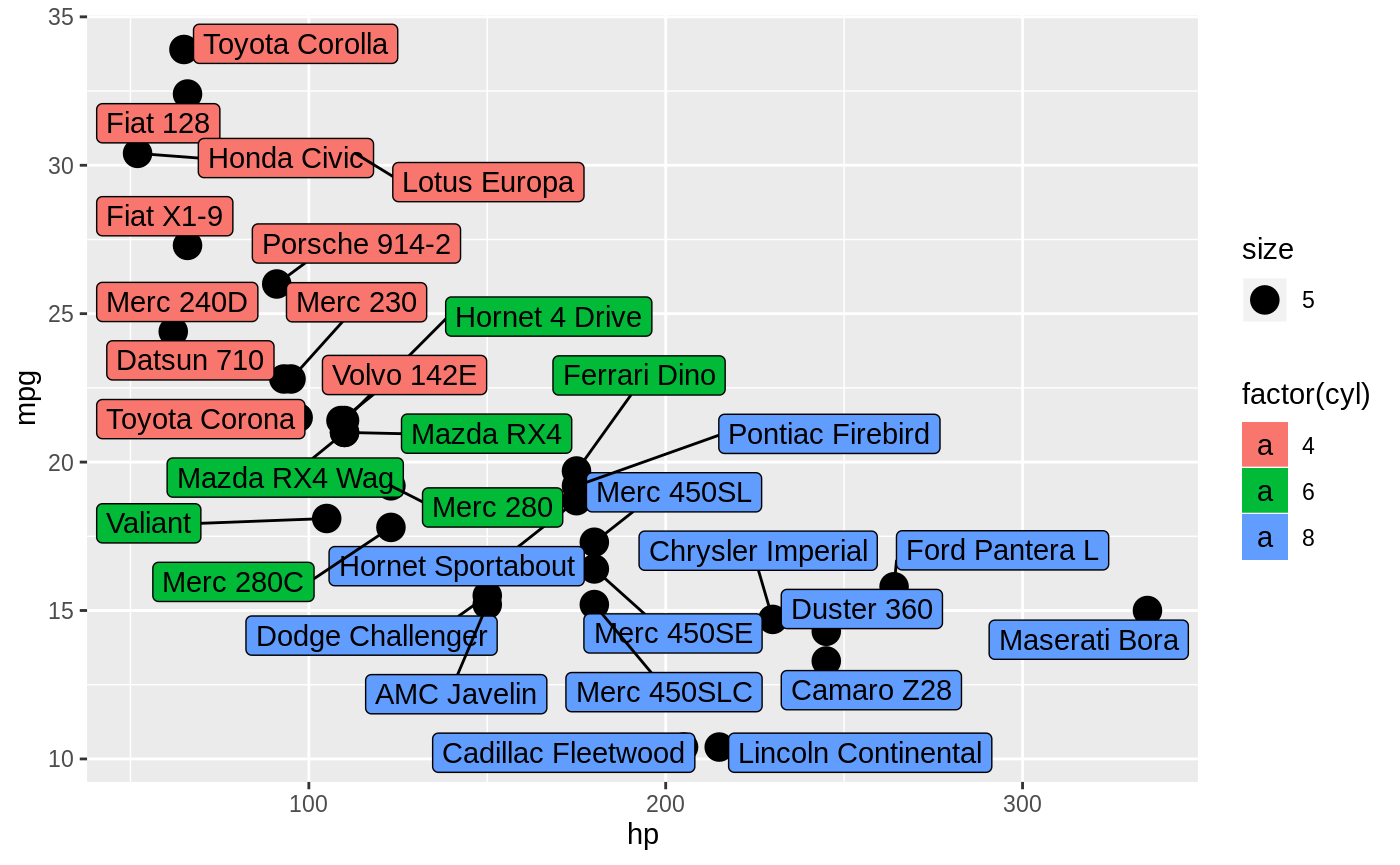 35
Toyota Corolla
Fiat 128
Honda Civic
30
Lotus Europa
Fiat X1-9
Porsche 914-2
Merc 240D
Merc 230
25
Hornet 4 Drive
Datsun 710
Volvo 142E
Ferrari Dino
mpg
Toyota Corona
Mazda RX4
Pontiac Firebird
20
Mazda RX4 Wag
Merc 280
Merc 450SL
Valiant
Hornet Sportabout
Chrysler Imperial
Ford Pantera L
Merc 280C
15
Duster 360
Dodge Challenger
Merc 450SE
Maserati Bora
AMC Javelin
Merc 450SLC
Camaro Z28
10
Cadillac Fleetwood
Lincoln Continental
100
200
300
hp
size
5
factor(cyl)
a 4
a 6
a 8